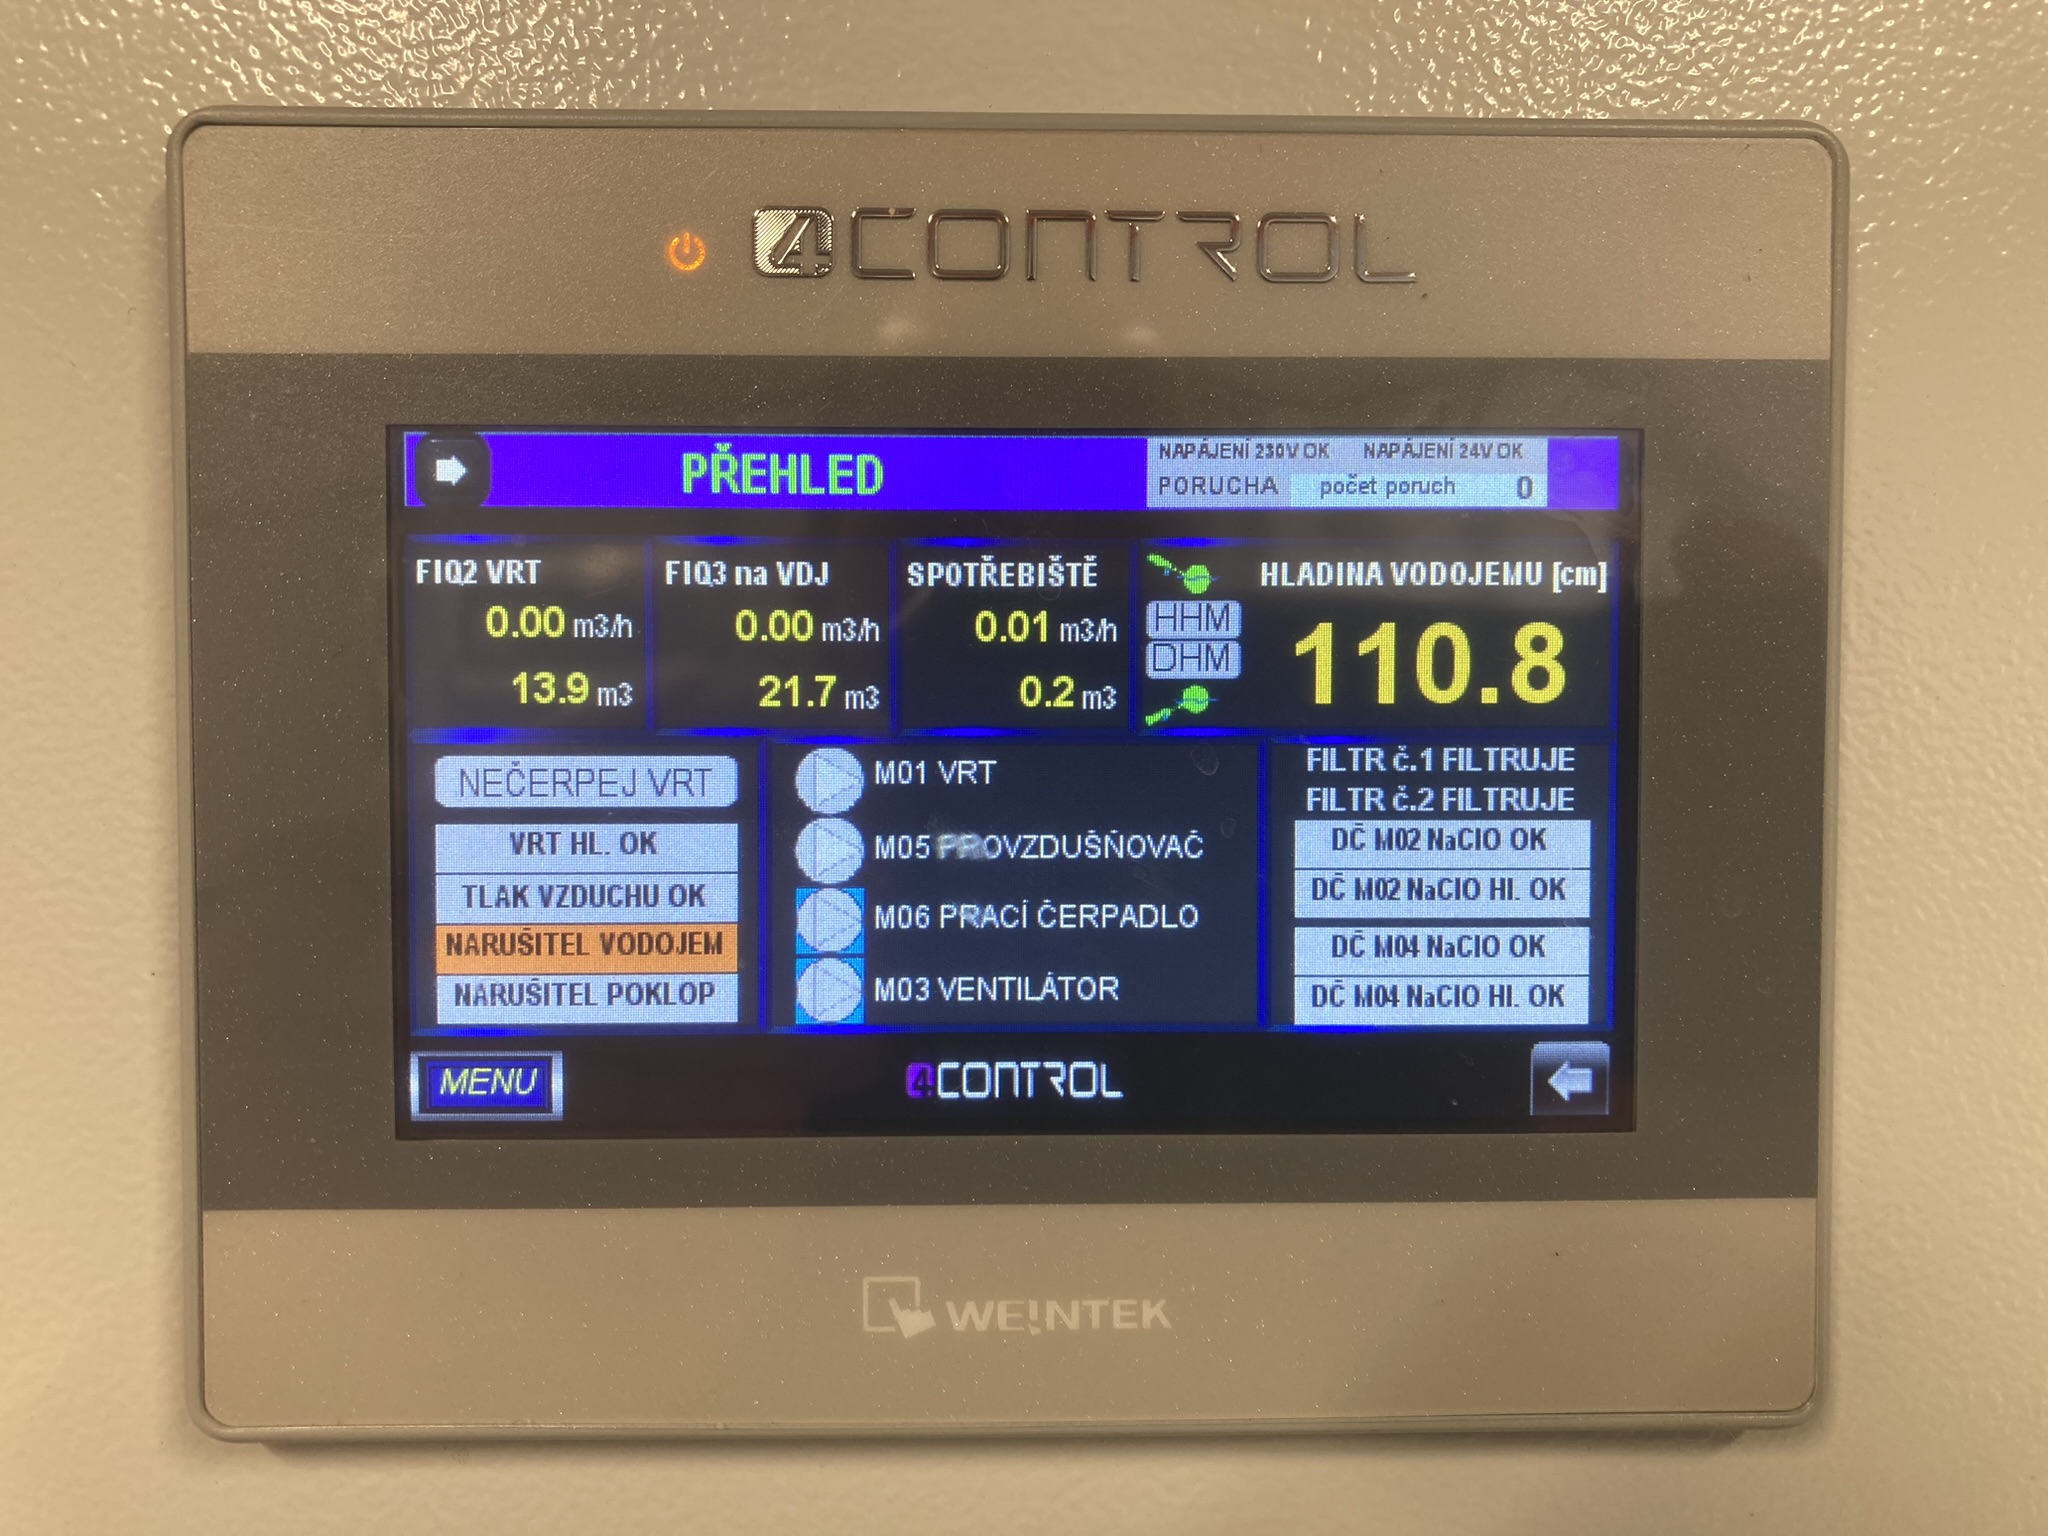 4CONTROL
PŘEHLED
NAPÁJENÍ 230V OK NAPÁJENÍ 24V OK
PORUCHA počet poruch 0
FIQ2 VRT
0.00 m3/h
13.9 m3
FIQ3 na VDJ
0.00 m3/h
21.7 m3
SPOTŘEBIŠTĚ
0.01 m3/h
0.2 m3
HHM
DHM
HLADINA VODOJEMU [cm]
110.8
NEČERPEJ VRT
VRT HL. OK
TLAK VZDUCHU OK
NARUŠITEL VODOJEM
NARUŠITEL POKLOP
M01 VRT
M05 PROVZDUŠŇOVAČ
M06 PRACÍ ČERPADLO
M03 VENTILÁTOR
FILTR č.1 FILTRUJE
FILTR č.2 FILTRUJE
DČ M02 NaClO OK
DČ M02 NaClO Hl. OK
DČ M04 NaClO OK
DČ M04 NaClO Hl. OK
MENU
4CONTROL
WE!NTEK